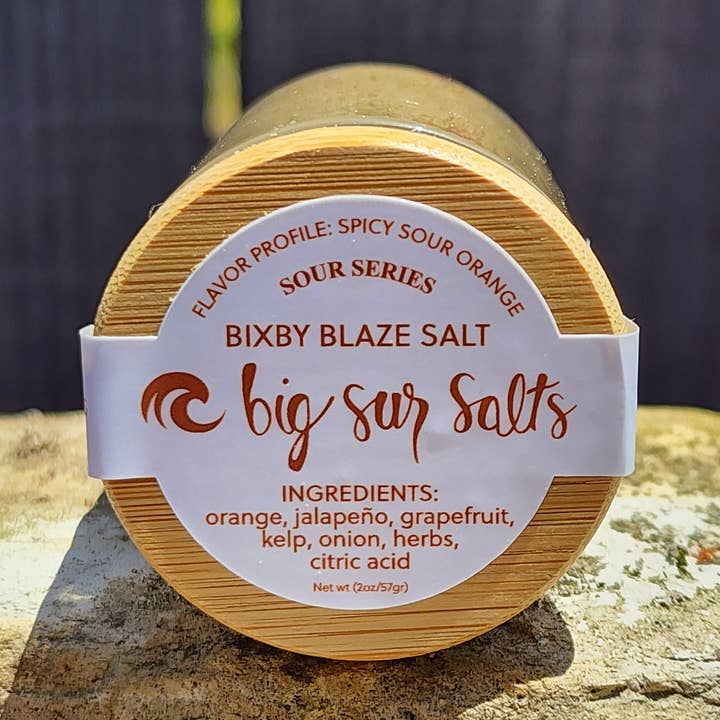 FLAVOR PROFILE: SPICY SOUR ORANGE
SOUR SERIES
BIXBY BLAZE SALT
big sur salts
INGREDIENTS:
orange, jalapeño, grapefruit,
kelp, onion, herbs,
citric acid
Net wt (2oz/57gr)